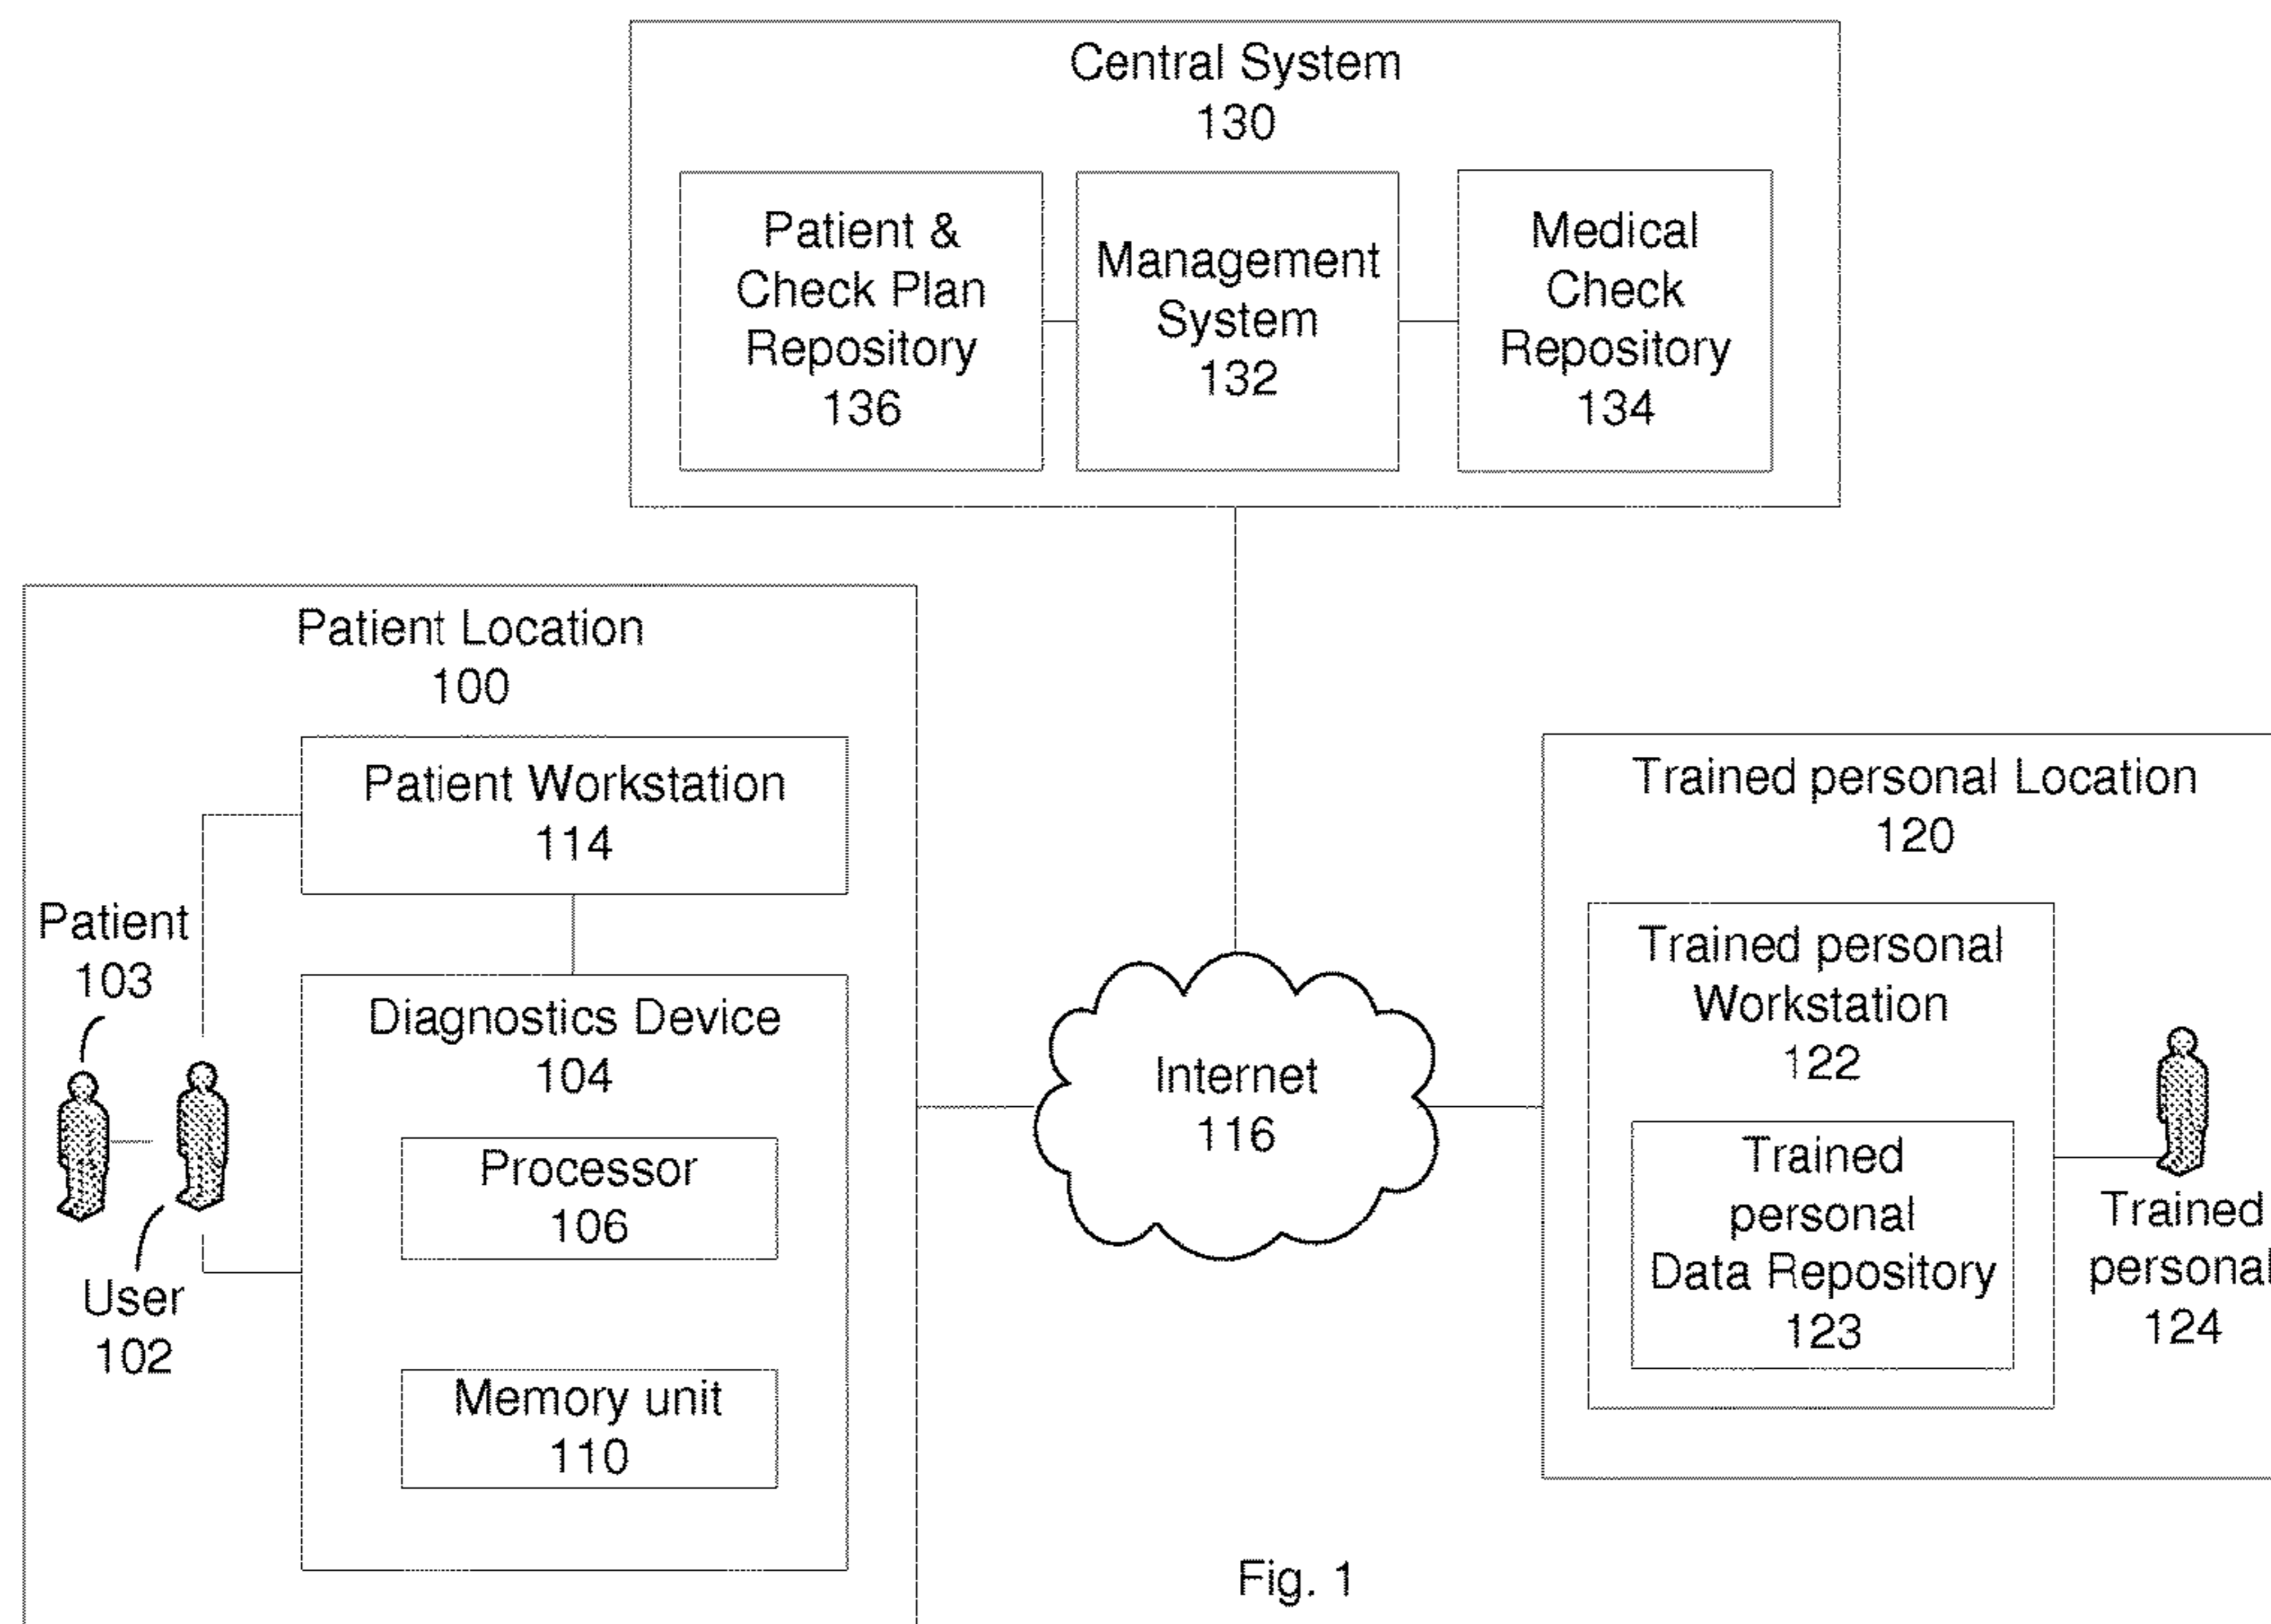 Central System
130
Patient &
Check Plan
Repository
136
Management
System
132
Medical
Check
Repository
134
Patient Location
100
Patient Workstation
114
Patient
103
Diagnostics Device
104
Processor
106
User
102
Memory unit
110
Internet
116
Trained personal Location
120
Trained personal
Workstation
122
Trained
personal
Data Repository
123
Trained
personal
124
Fig. 1